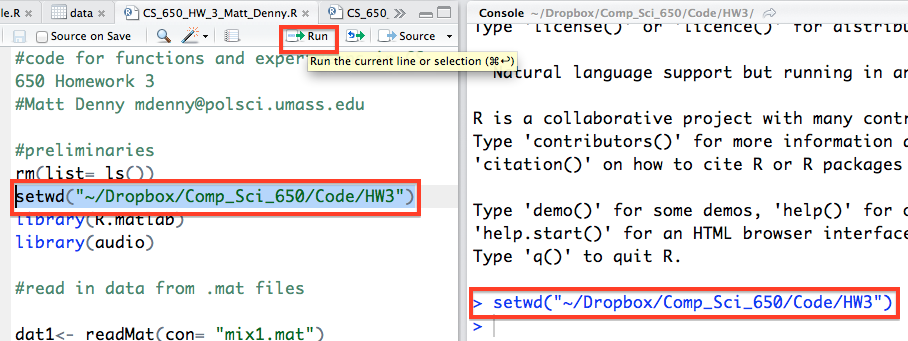 le.R × data × CS_650_HW_3_Matt_Denny.R × CS_650_ >>
Source on Save Run Source
Run the current line or selection (⌘↩)
#code for functions and exper
650 Homework 3
#Matt Denny mdenny@polsci.umass.edu
#preliminaries
rm(list= ls())
setwd("~/Dropbox/Comp_Sci_650/Code/HW3")
library(R.matlab)
library(audio)
#read in data from .mat files
dat1<- readMat(con= "mix1.mat")
Console ~/Dropbox/Comp_Sci_650/Code/HW3/
Type 'license()' or 'licence()' for distribu
Natural language support but running in an
R is a collaborative project with many contr
Type 'contributors()' for more information a
'citation()' on how to cite R or R packages
Type 'demo()' for some demos, 'help()' for o
'help.start()' for an HTML browser interface
Type 'q()' to quit R.
> setwd("~/Dropbox/Comp_Sci_650/Code/HW3")
>